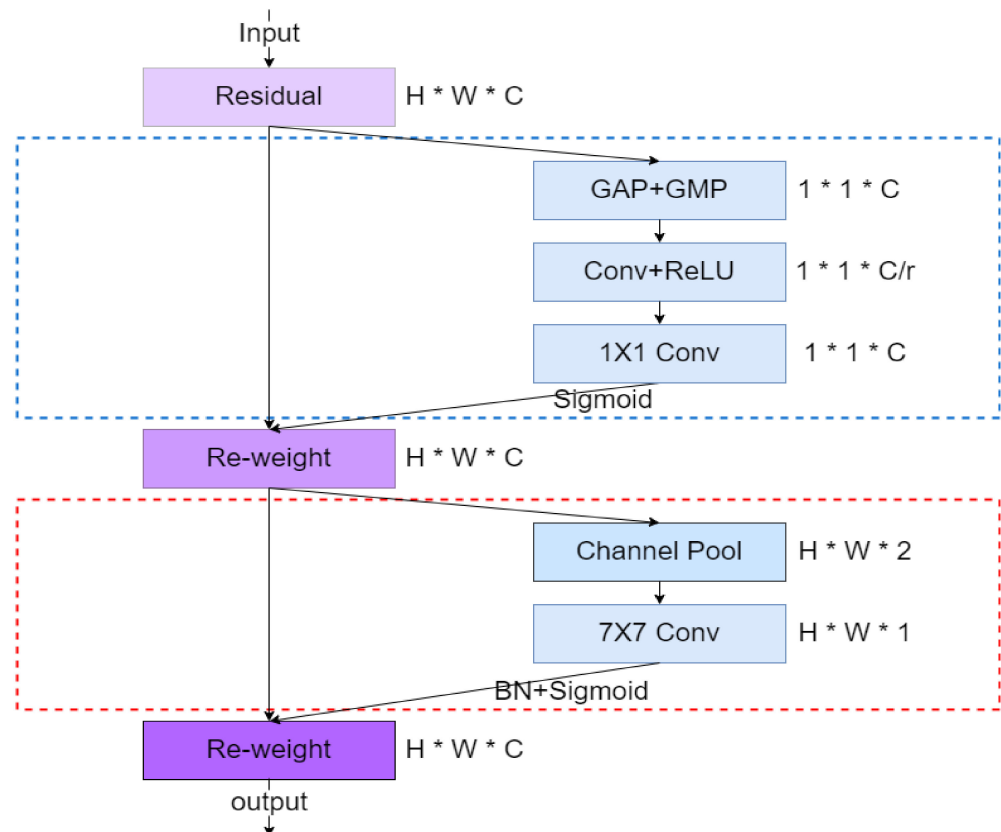 Input
Residual
H * W * C
GAP+GMP
1 * 1 * C
Conv+ReLU
1 * 1 * C/r
1X1 Conv
1 * 1 * C
Sigmoid
Re-weight
H * W * C
Channel Pool
H * W * 2
7X7 Conv
H * W * 1
BN+Sigmoid
Re-weight
H * W * C
output